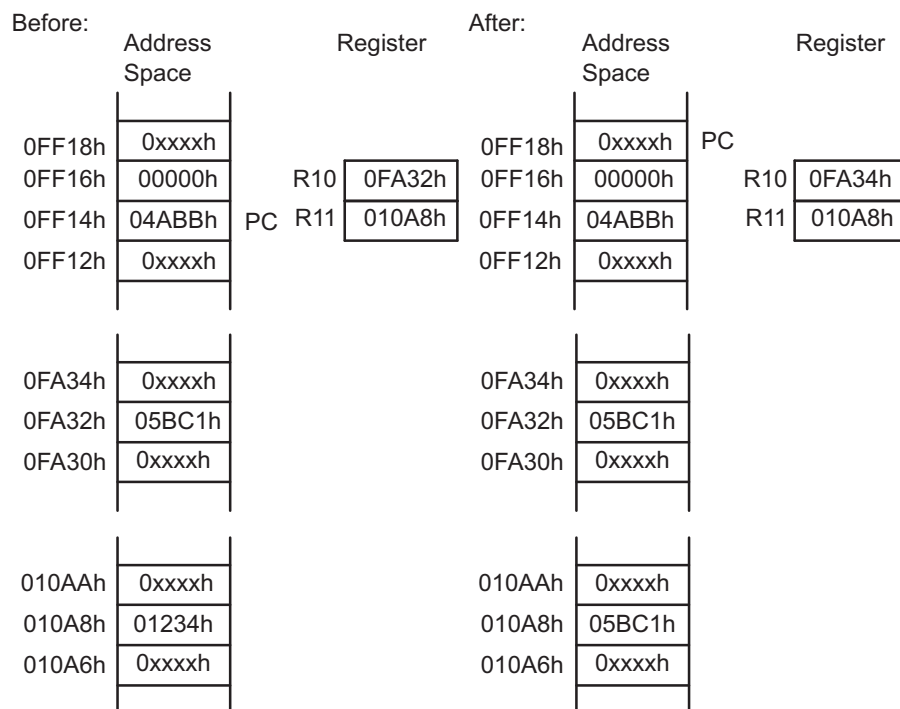 Before:
Address Space
Register
After:
Address Space
Register
0FF18h 0xxxxh
0FF16h 00000h R10 0FA32h
0FF14h 04ABBh PC R11 010A8h
0FF12h 0xxxxh
0FF18h 0xxxxh PC
0FF16h 00000h R10 0FA34h
0FF14h 04ABBh R11 010A8h
0FF12h 0xxxxh
0FA34h 0xxxxh
0FA32h 05BC1h
0FA30h 0xxxxh
0FA34h 0xxxxh
0FA32h 05BC1h
0FA30h 0xxxxh
010AAh 0xxxxh
010A8h 01234h
010A6h 0xxxxh
010AAh 0xxxxh
010A8h 05BC1h
010A6h 0xxxxh